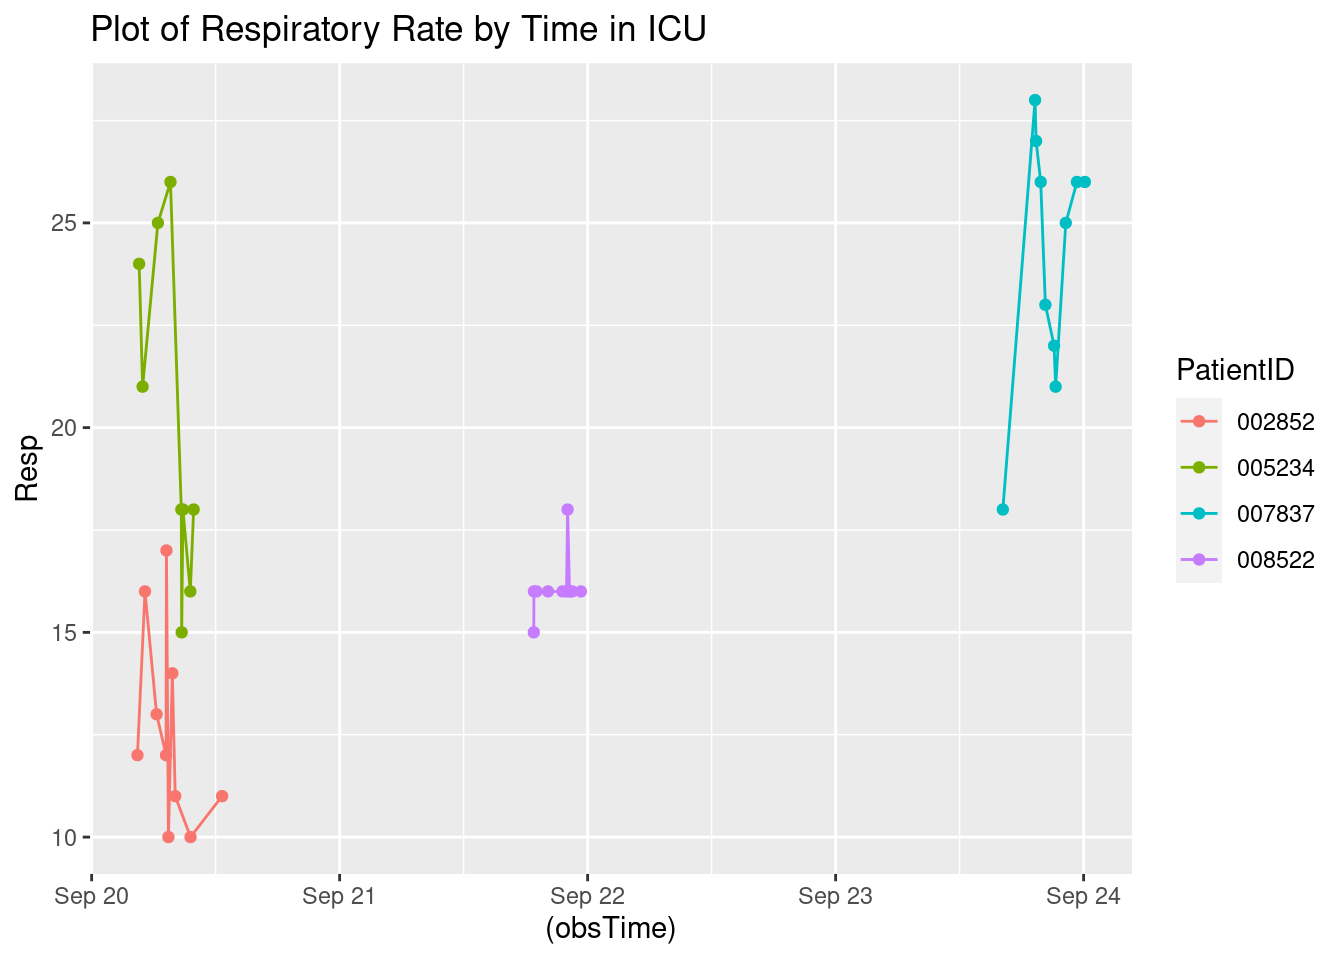 Plot of Respiratory Rate by Time in ICU
Resp
25
20
15
10
Sep 20
Sep 21
Sep 22
Sep 23
Sep 24
(obsTime)
PatientID
002852
005234
007837
008522